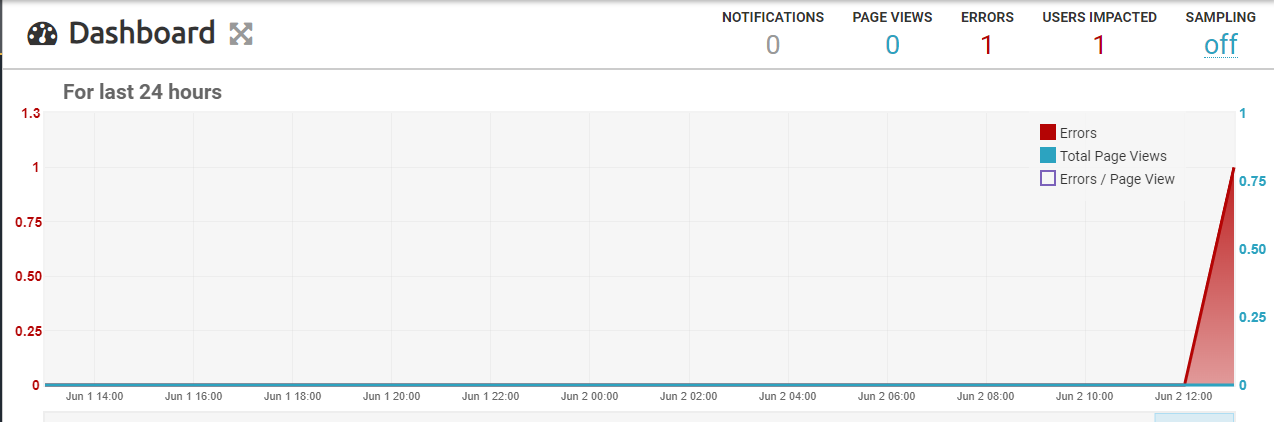 Dashboard
NOTIFICATIONS PAGE VIEWS ERRORS USERS IMPACTED SAMPLING
0 0 1 1 off
For last 24 hours
1.3
1
0.75
0.50
0.25
0
1
0.75
0.50
0.25
0
Errors
Total Page Views
Errors / Page View
Jun 1 14:00 Jun 1 16:00 Jun 1 18:00 Jun 1 20:00 Jun 1 22:00 Jun 2 00:00 Jun 2 02:00 Jun 2 04:00 Jun 2 06:00 Jun 2 08:00 Jun 2 10:00 Jun 2 12:00